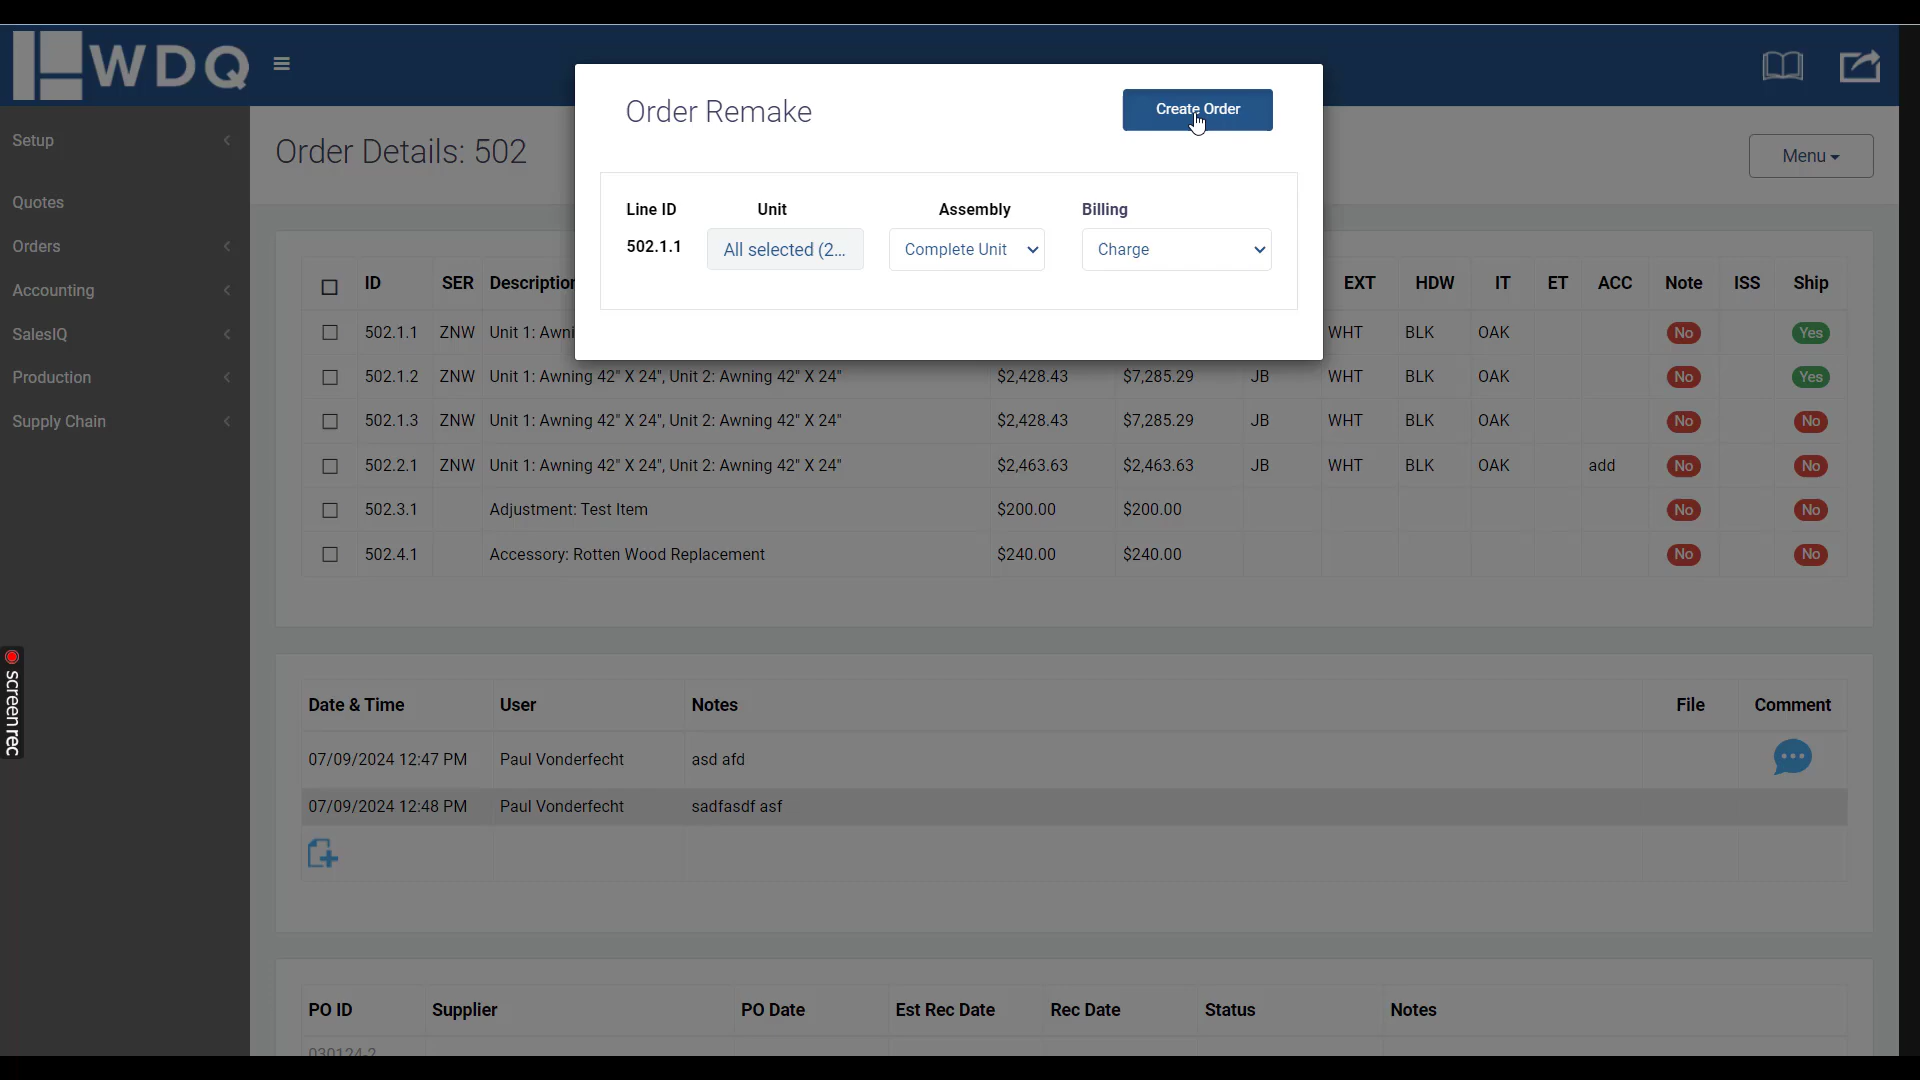 WDQ
Order Remake
Create Order
Setup
Order Details: 502
Menu
Line ID Unit Assembly Billing
502.1.1 All selected (2... Complete Unit Charge
Quotes
Orders
Accounting
SalesIQ
Production
Supply Chain
ID SER Description EXT HDW IT ET ACC Note ISS Ship
502.1.1 ZNW Unit 1: Awni WHT BLK OAK No Yes
502.1.2 ZNW Unit 1: Awning 42" X 24", Unit 2: Awning 42" X 24" $2,428.43 $7,285.29 JB WHT BLK OAK No Yes
502.1.3 ZNW Unit 1: Awning 42" X 24", Unit 2: Awning 42" X 24" $2,428.43 $7,285.29 JB WHT BLK OAK No No
502.2.1 ZNW Unit 1: Awning 42" X 24", Unit 2: Awning 42" X 24" $2,463.63 $2,463.63 JB WHT BLK OAK add No No
502.3.1 Adjustment: Test Item $200.00 $200.00 No No
502.4.1 Accessory: Rotten Wood Replacement $240.00 $240.00 No No
screenrec
Date & Time User Notes File Comment
07/09/2024 12:47 PM Paul Vonderfecht asd afd
07/09/2024 12:48 PM Paul Vonderfecht sadfasdf asf
PO ID Supplier PO Date Est Rec Date Rec Date Status Notes
030124-2